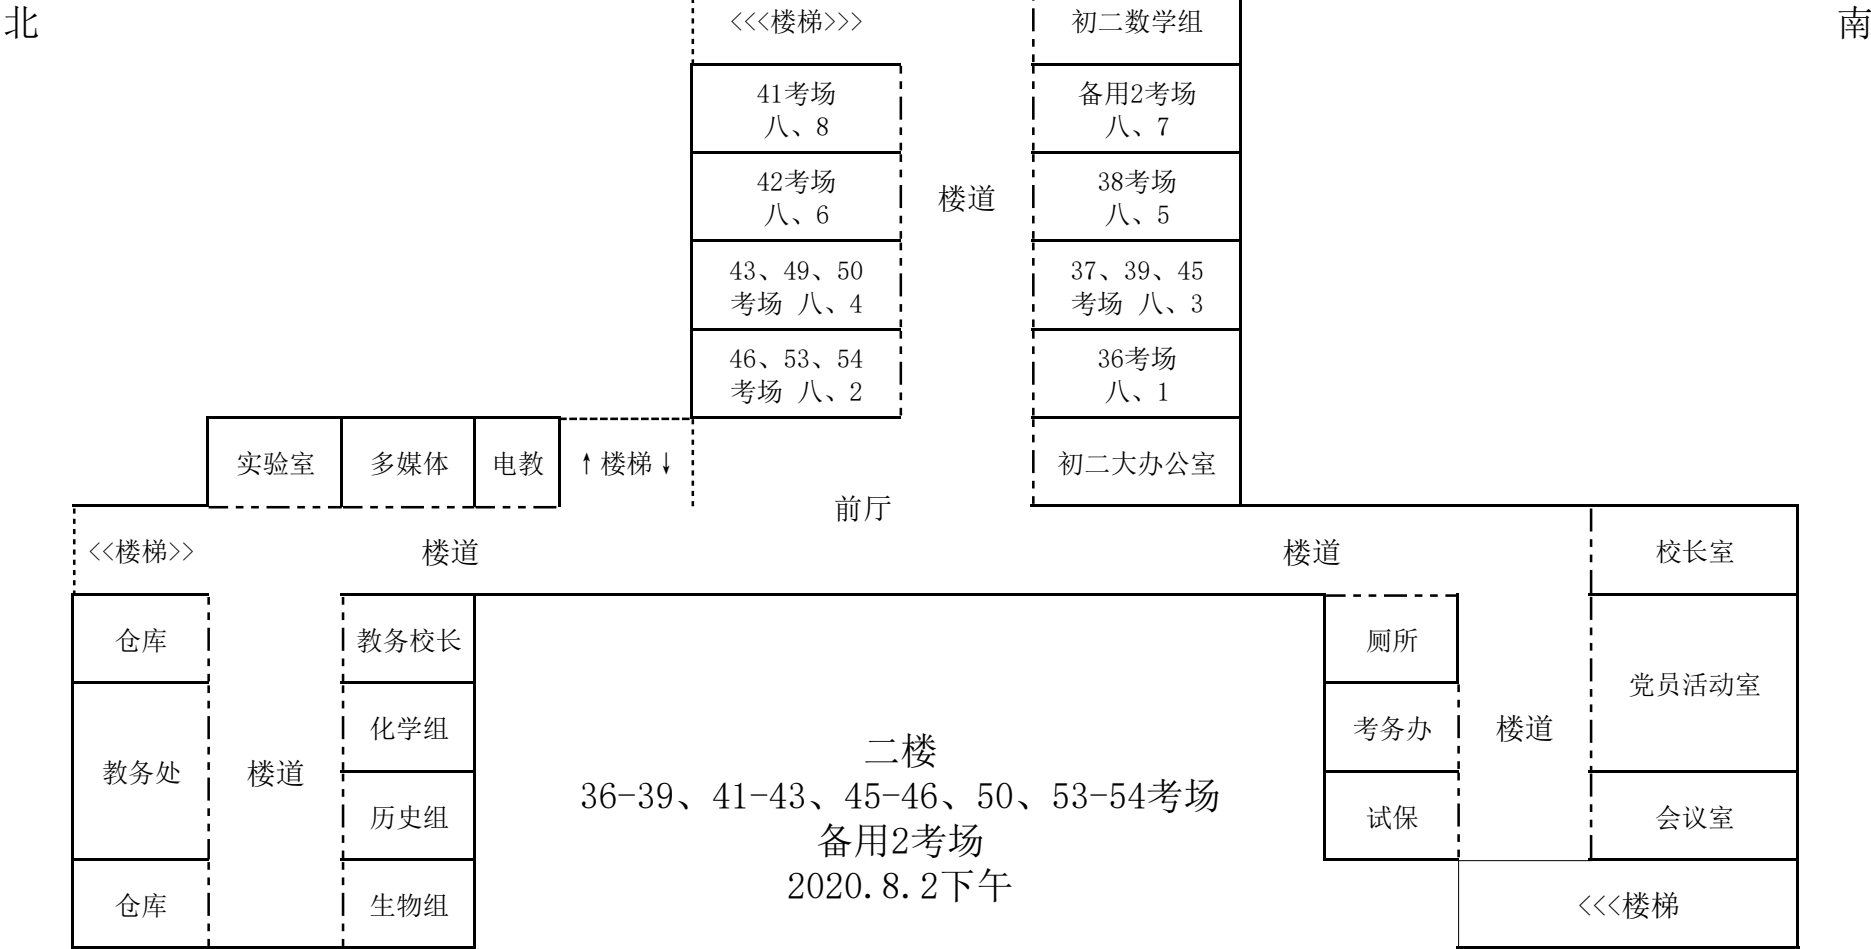 北
<<<楼梯>>>
初二数学组
南
41考场
八、8
备用2考场
八、7
42考场
八、6
楼道
38考场
八、5
43、49、50
考场 八、4
37、39、45
考场 八、3
46、53、54
考场 八、2
36考场
八、1
实验室
多媒体
电教
↑楼梯↓
初二大办公室
前厅
<<楼梯>>
楼道
楼道
校长室
仓库
教务校长
厕所
党员活动室
化学组
考务办
楼道
教务处
楼道
历史组
试保
会议室
仓库
生物组
<<<楼梯
二楼
36-39、41-43、45-46、50、53-54考场
备用2考场
2020.8.2下午